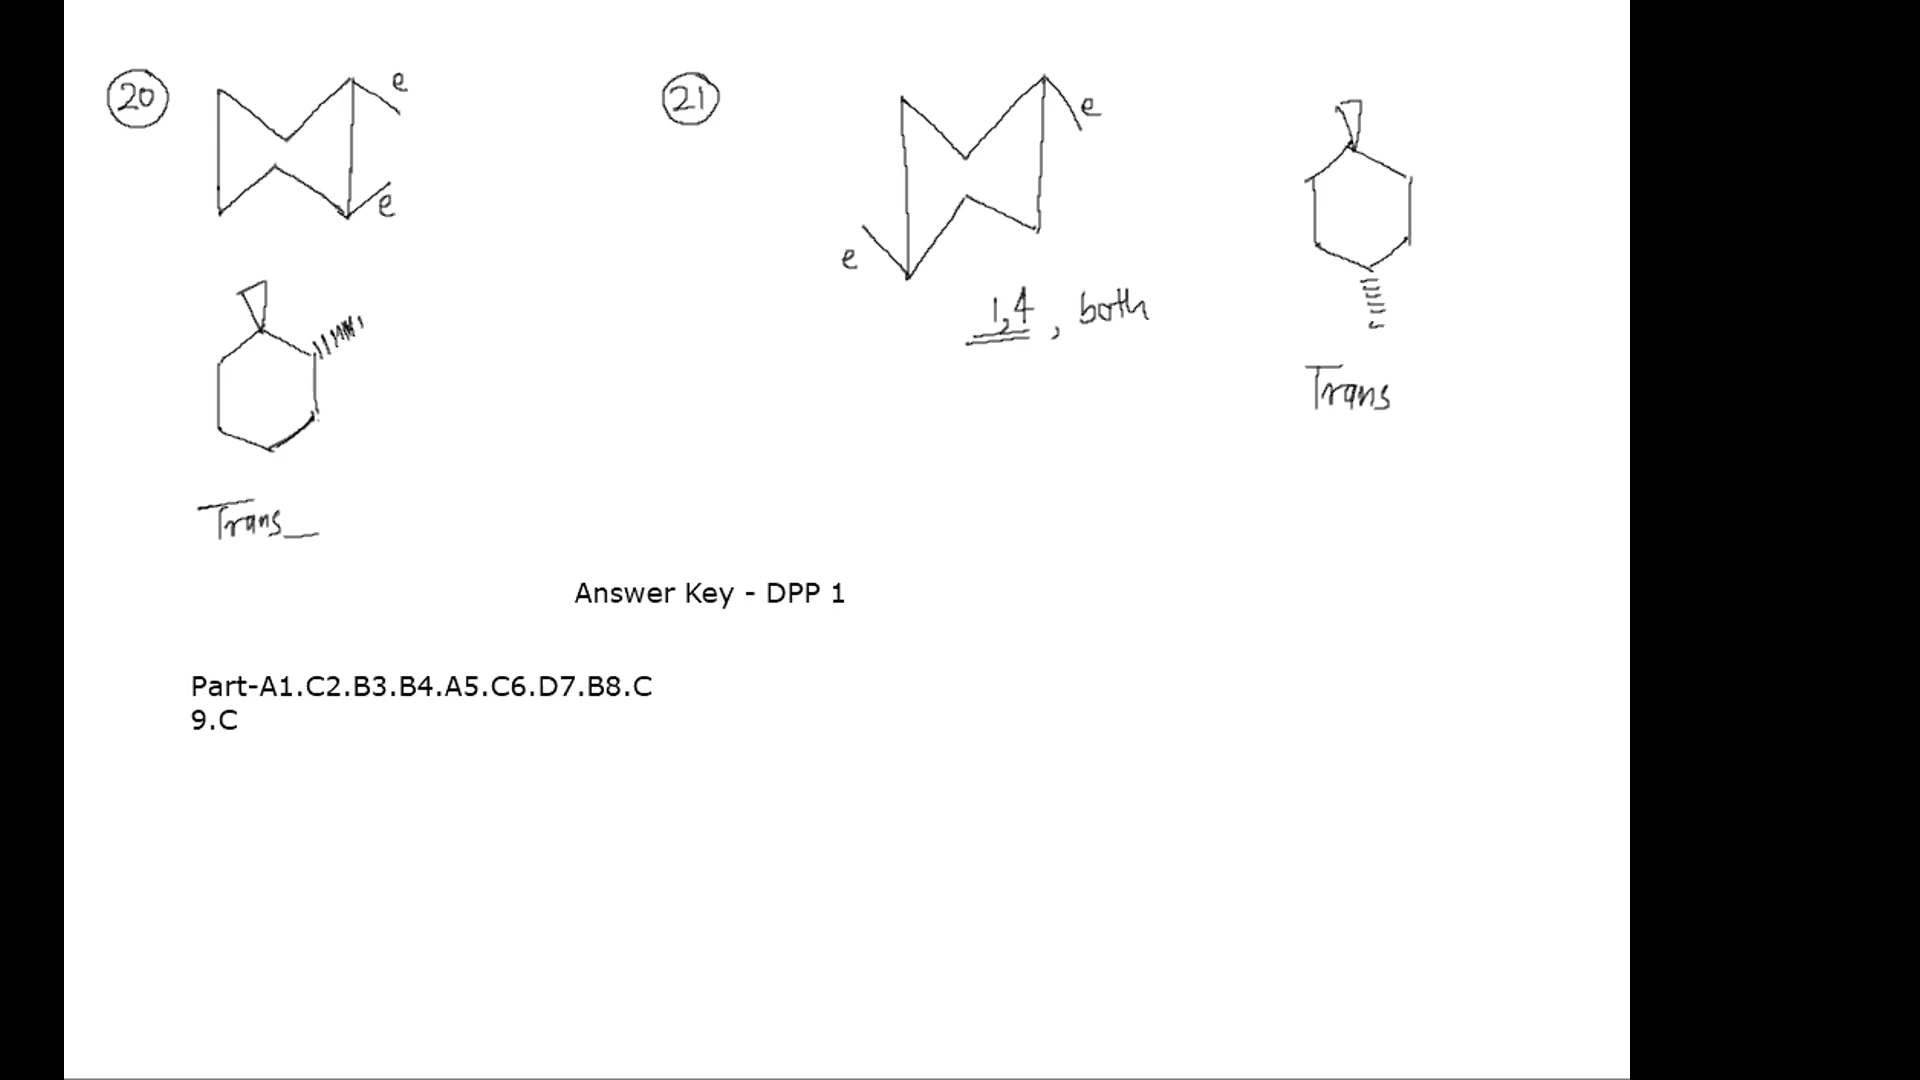 20
e
e
Trans
21
e
e
1,4, both
Trans
Answer Key - DPP 1
Part-A1.C2.B3.B4.A5.C6.D7.B8.C
9.C